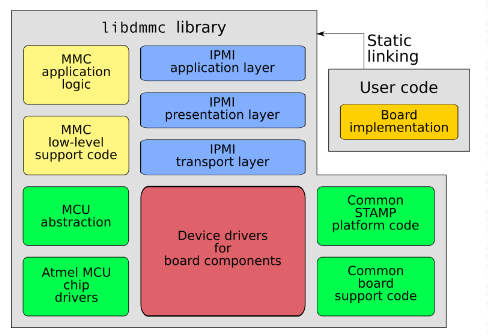 libdmmc library
MMC
application
logic
IPMI
application layer
IPMI
presentation layer
MMC
low-level
support code
IPMI
transport layer
Static
linking
User code
Board
implementation
MCU
abstraction
Device drivers
for
board components
Common
STAMP
platform code
Atmel MCU
chip
drivers
Common
board
support code